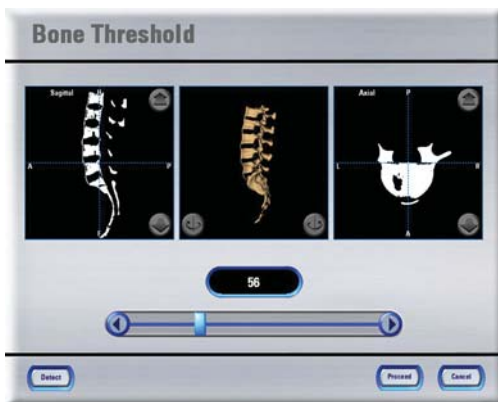 Bone Threshold
Sagittal
H
A
P
F
Axial
P
L
R
A
56
Detect
Proceed
Cancel